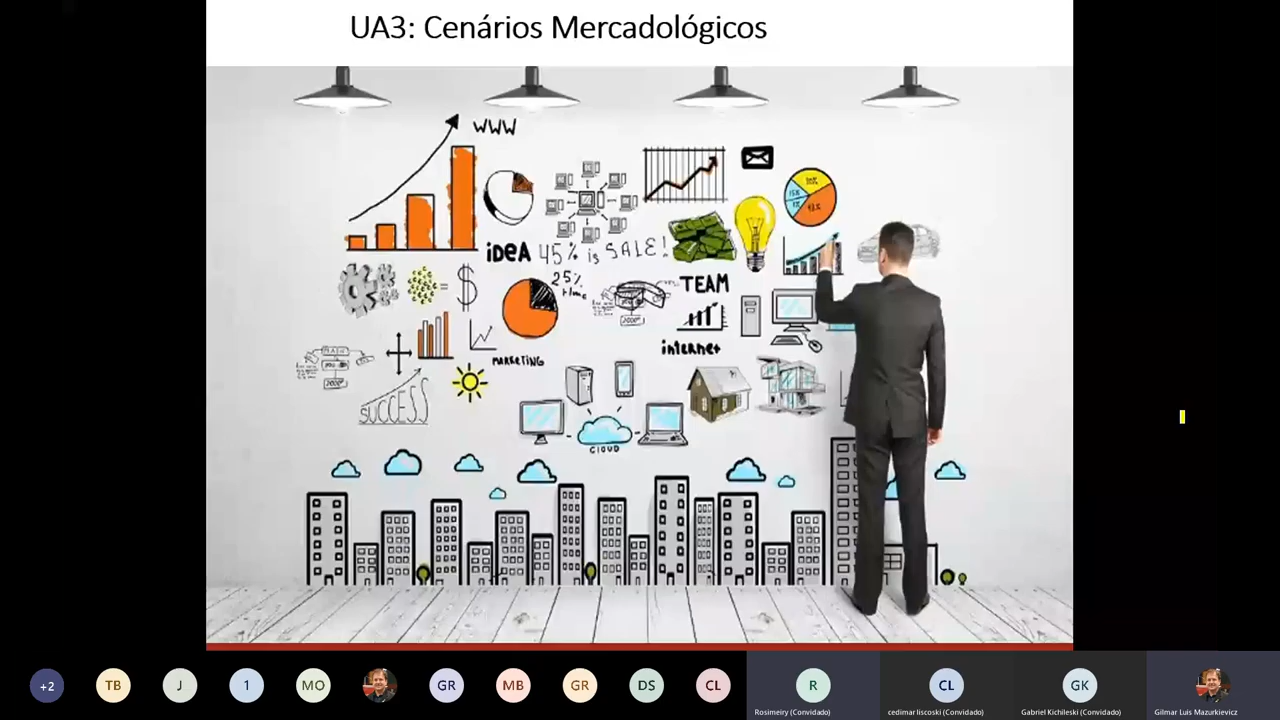 UA3: Cenários Mercadológicos
WWW
iDeA 45% is SALE!
25%
TEAM
internet
MARKETING
SUCCESS
CLOUD
+2
TB
J
1
MO
GR
MB
GR
DS
CL
R
CL
GK
Rosimeiry (Convidado)
cedimar liscoski (Convidado)
Gabriel Kichileski (Convidado)
Gilmar Luis Mazurkievicz